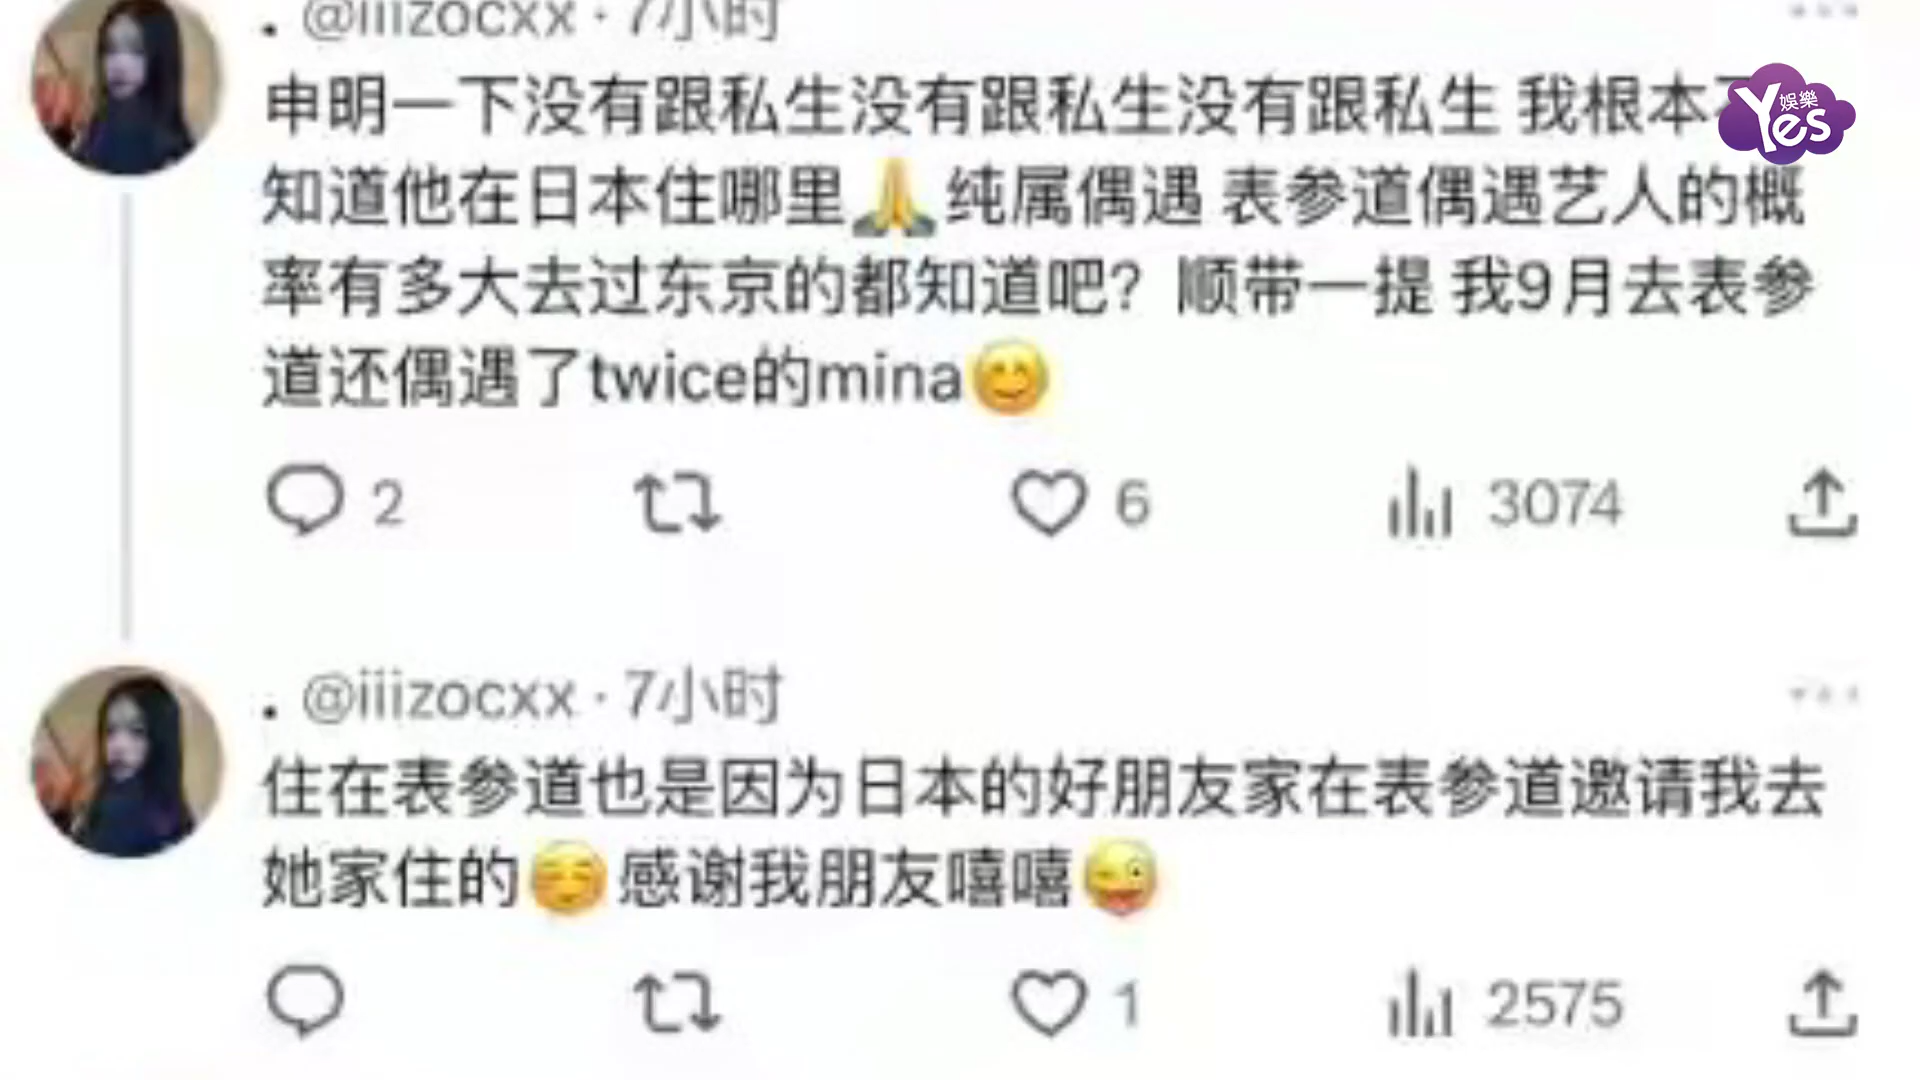 . @iiizocxx · 7小时
申明一下没有跟私生没有跟私生没有跟私生 我根本
娛樂
Yes
知道他在日本住哪里🙏纯属偶遇 表参道偶遇艺人的概
率有多大去过东京的都知道吧？顺带一提 我9月去表参
道还偶遇了twice的mina😊
2 6 3074
. @iiizocxx · 7小时
住在表参道也是因为日本的好朋友家在表参道邀请我去
她家住的☺️感谢我朋友嘻嘻😜
1 2575